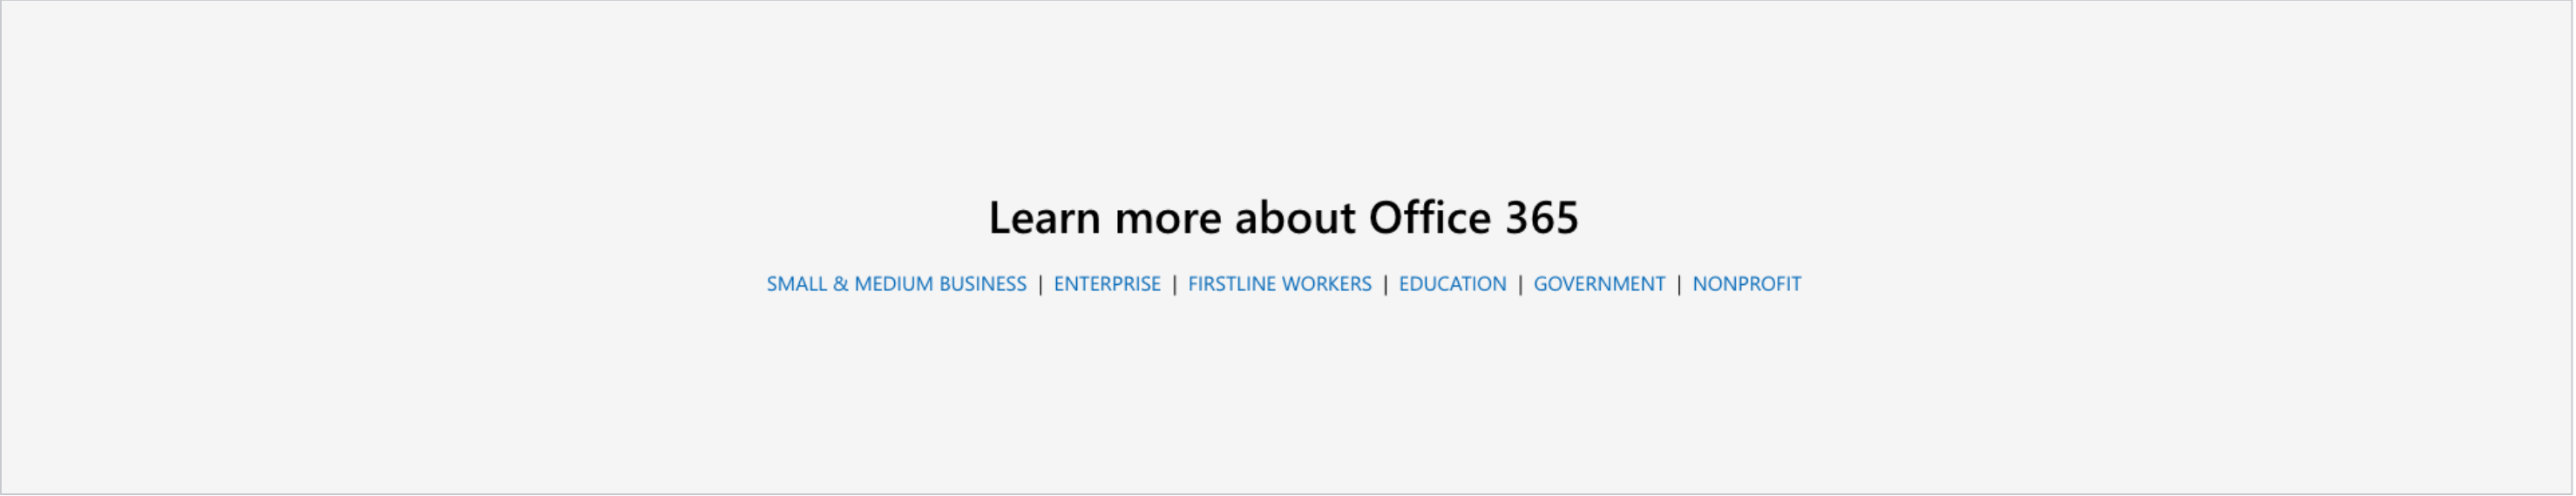 Learn more about Office 365
SMALL & MEDIUM BUSINESS | ENTERPRISE | FIRSTLINE WORKERS | EDUCATION | GOVERNMENT | NONPROFIT